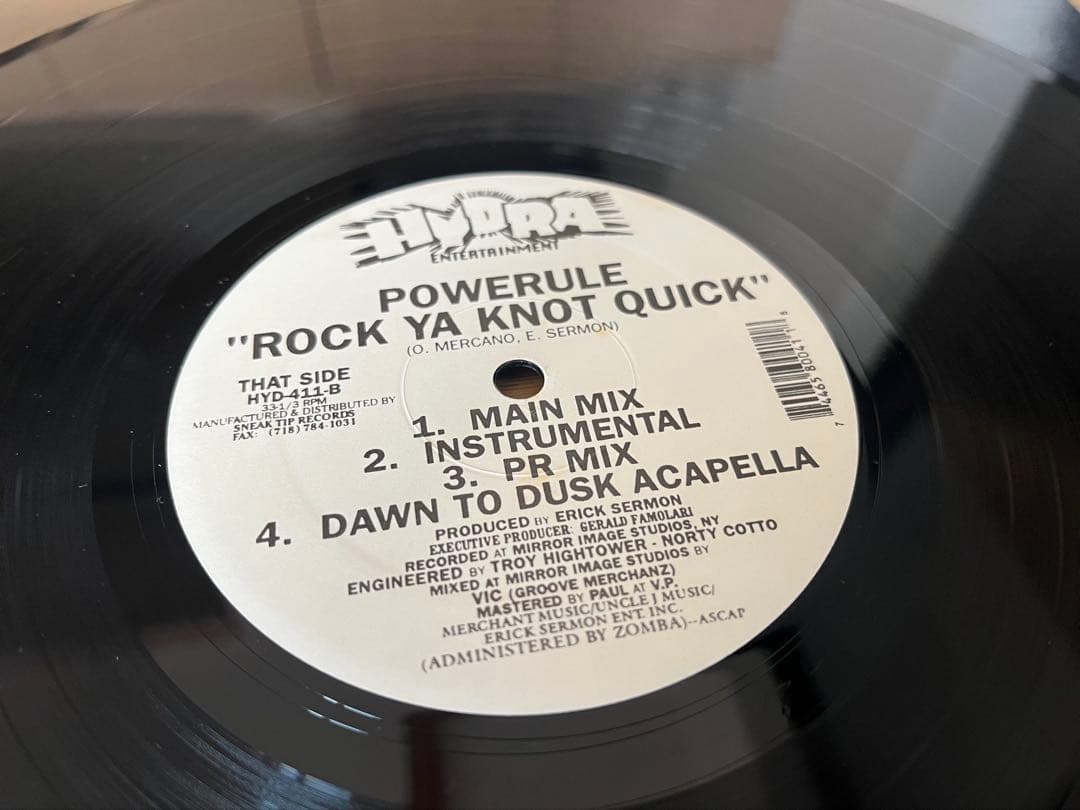 HYDRA
ENTERTAINMENT
POWERULE
"ROCK YA KNOT QUICK"
(O. MERCANO, E. SERMON)
THAT SIDE
HYD-411-B
33-1/3 RPM
MANUFACTURED & DISTRIBUTED BY
SNEAK TIP RECORDS
FAX: (718) 784-1031
1. MAIN MIX
2. INSTRUMENTAL
3. PR MIX
4. DAWN TO DUSK ACAPELLA
PRODUCED BY ERICK SERMON
EXECUTIVE PRODUCER: GERALD FAMOLARI
RECORDED AT MIRROR IMAGE STUDIOS, NY
ENGINEERED BY TROY HIGHTOWER - NORTY COTTO
MIXED AT MIRROR IMAGE STUDIOS BY
VIC (GROOVE MERCHANZ)
MASTERED BY PAUL AT V.P.
MERCHANT MUSIC/UNCLE J MUSIC/
ERICK SERMON ENT. INC.
(ADMINISTERED BY ZOMBA)--ASCAP